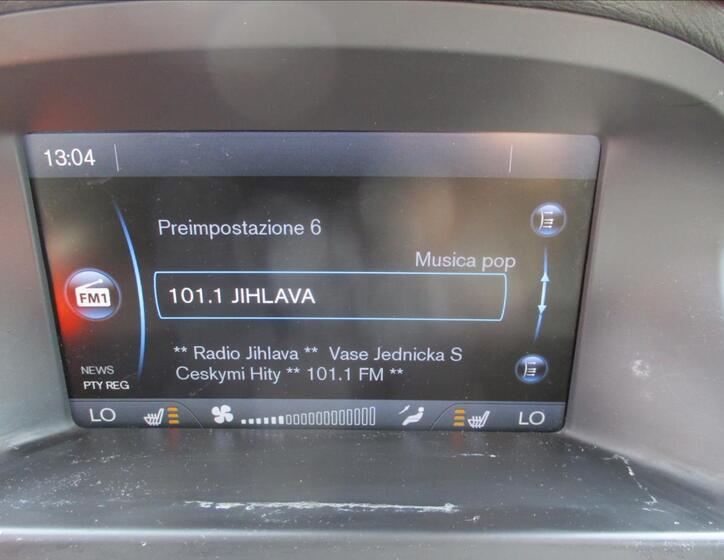 13:04
Preimpostazione 6
Musica pop
FM1
101.1 JIHLAVA
** Radio Jihlava ** Vase Jednicka S
Ceskymi Hity ** 101.1 FM **
NEWS
PTY REG
LO
LO